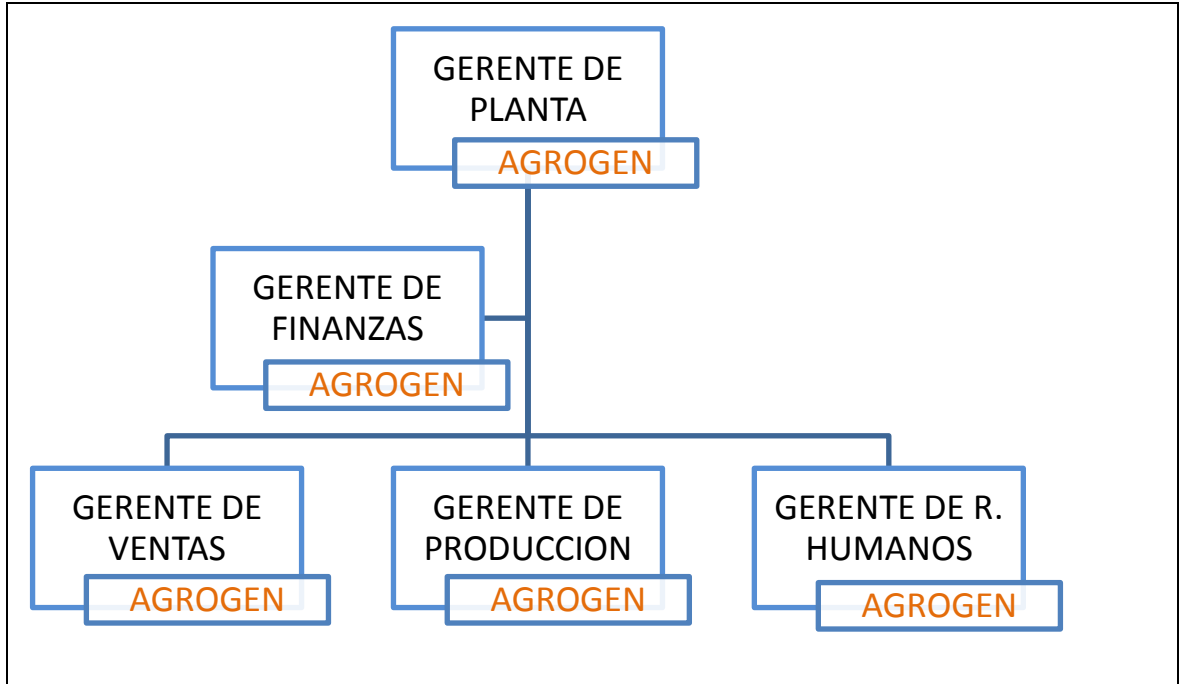 GERENTE DE
PLANTA
AGROGEN
GERENTE DE
FINANZAS
AGROGEN
GERENTE DE
VENTAS
AGROGEN
GERENTE DE
PRODUCCION
AGROGEN
GERENTE DE R.
HUMANOS
AGROGEN